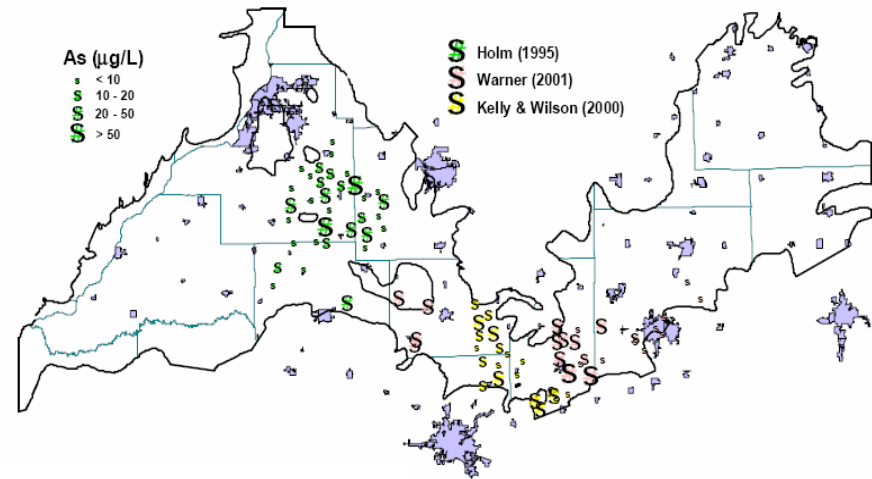 As (µg/L)
s < 10
s 10 - 20
s 20 - 50
s > 50
s Holm (1995)
s Warner (2001)
s Kelly & Wilson (2000)